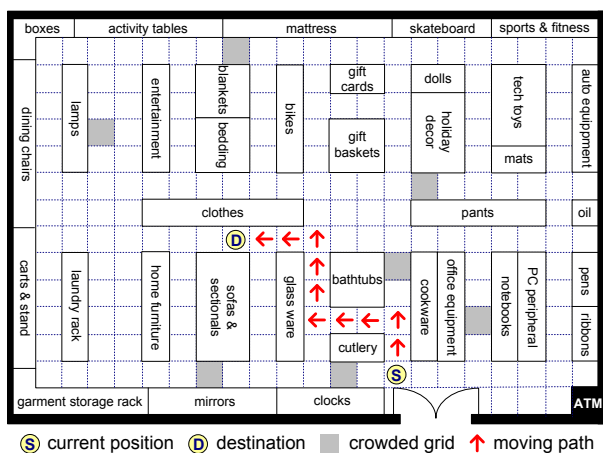 boxes
activity tables
mattress
skateboard
sports & fitness
dining chairs
lamps
entertainment
blankets
bedding
bikes
gift
cards
gift
baskets
dolls
holiday
decor
tech toys
mats
auto equippment
clothes
pants
oil
D
carts & stand
laundry rack
home furniture
sofas &
sectionals
glass ware
bathtubs
cutlery
cookware
office equipment
notebooks
PC peripheral
pens
ribbons
S
garment storage rack
mirrors
clocks
ATM
S current position
D destination
crowded grid
moving path